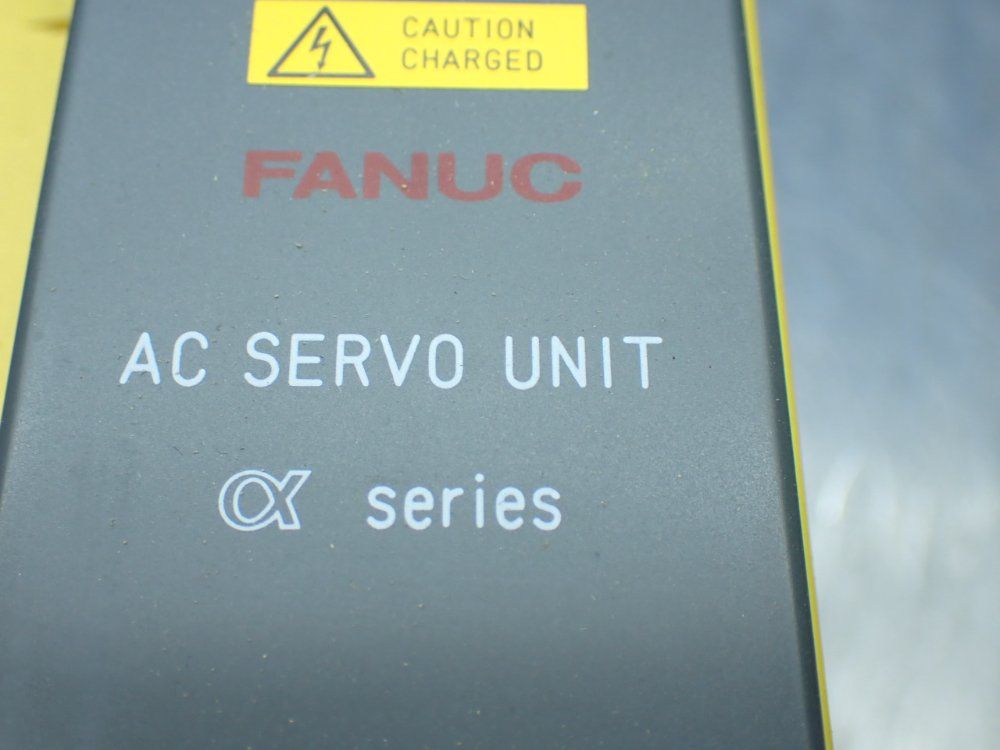 CAUTION
CHARGED
FANUC
AC SERVO UNIT
α series